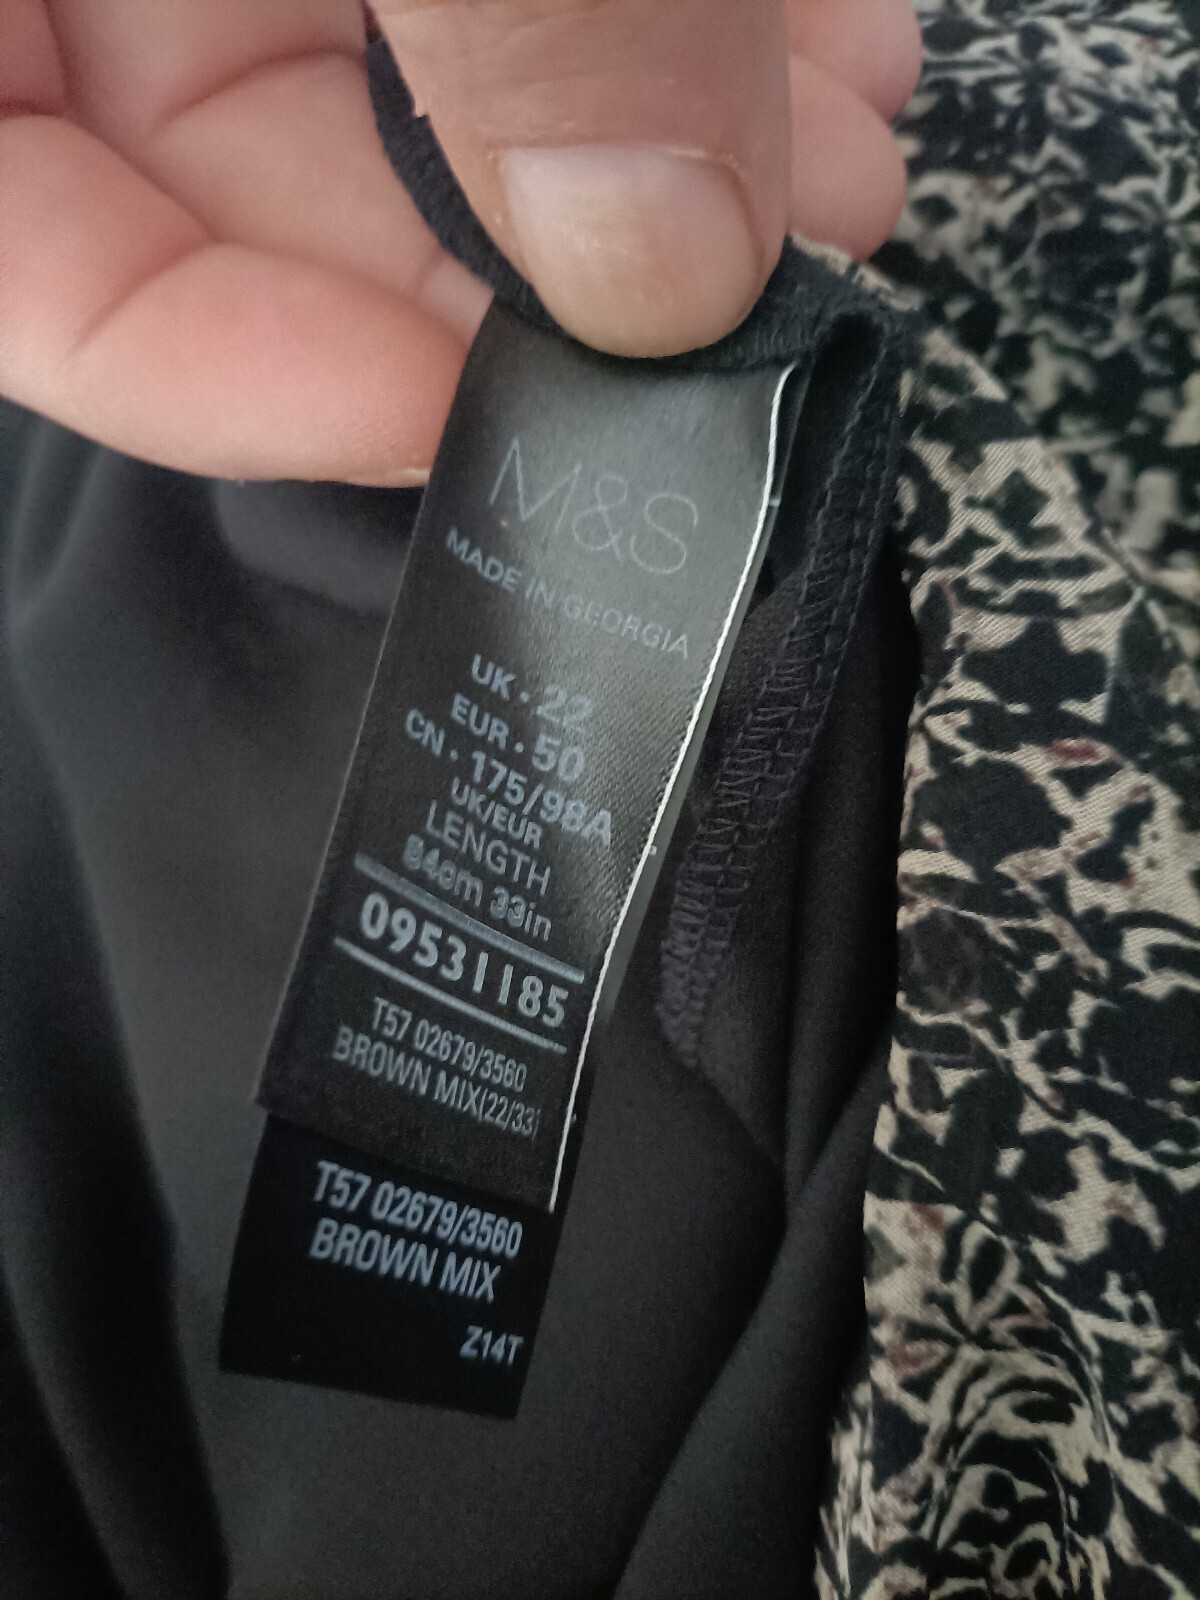 M&S
MADE IN GEORGIA
UK · 22
EUR · 50
CN · 175/98A
UK/EUR
LENGTH
84cm 33in
09531185
T57 02679/3560
BROWN MIX(22/33)
T57 02679/3560
BROWN MIX
Z14T